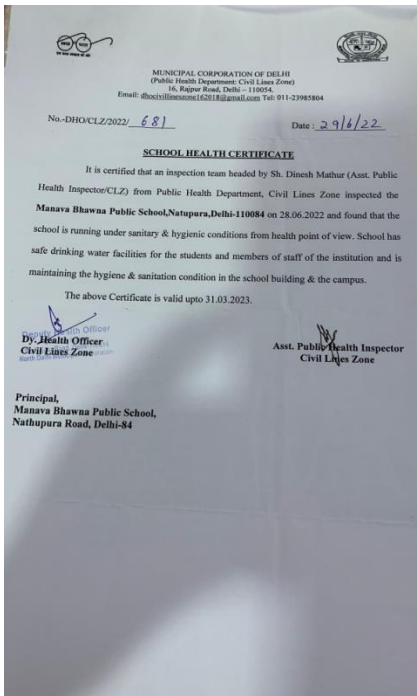 MUNICIPAL CORPORATION OF DELHI
(Public Health Department: Civil Lines Zone)
16, Rajpur Road, Delhi – 110054.
Email: dhocivillineszone162018@gmail.com Tel: 011-23985804
No.-DHO/CLZ/2022/ 681
Date : 29/6/22
SCHOOL HEALTH CERTIFICATE
It is certified that an inspection team headed by Sh. Dinesh Mathur (Asst. Public
Health Inspector/CLZ) from Public Health Department, Civil Lines Zone inspected the
Manava Bhawna Public School,Natupura,Delhi-110084 on 28.06.2022 and found that the
school is running under sanitary & hygienic conditions from health point of view. School has
safe drinking water facilities for the students and members of staff of the institution and is
maintaining the hygiene & sanitation condition in the school building & the campus.
The above Certificate is valid upto 31.03.2023.
Deputy Health Officer
Dy. Health Officer
Civil Lines Zone
North Delhi Municipal Corporation
Asst. Public Health Inspector
Civil Lines Zone
Principal,
Manava Bhawna Public School,
Nathupura Road, Delhi-84